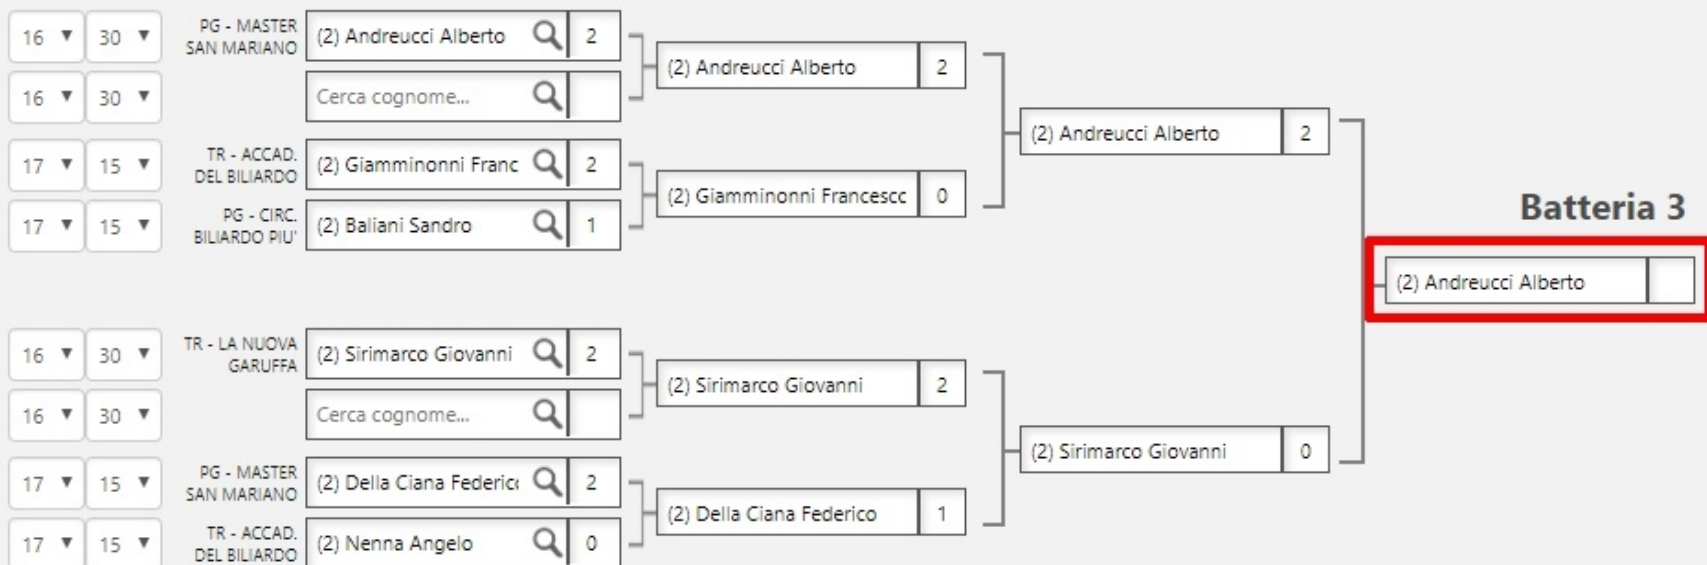 16 ▼ 30 ▼ PG - MASTER
SAN MARIANO (2) Andreucci Alberto 2
16 ▼ 30 ▼ Cerca cognome...
(2) Andreucci Alberto 2
17 ▼ 15 ▼ TR - ACCAD.
DEL BILIARDO (2) Giamminonni Franc 2
17 ▼ 15 ▼ PG - CIRC.
BILIARDO PIU' (2) Baliani Sandro 1
(2) Giamminonni Francescc 0
(2) Andreucci Alberto 2
16 ▼ 30 ▼ TR - LA NUOVA
GARUFFA (2) Sirimarco Giovanni 2
16 ▼ 30 ▼ Cerca cognome...
(2) Sirimarco Giovanni 2
17 ▼ 15 ▼ PG - MASTER
SAN MARIANO (2) Della Ciana Federic 2
17 ▼ 15 ▼ TR - ACCAD.
DEL BILIARDO (2) Nenna Angelo 0
(2) Della Ciana Federico 1
(2) Sirimarco Giovanni 0
Batteria 3
(2) Andreucci Alberto